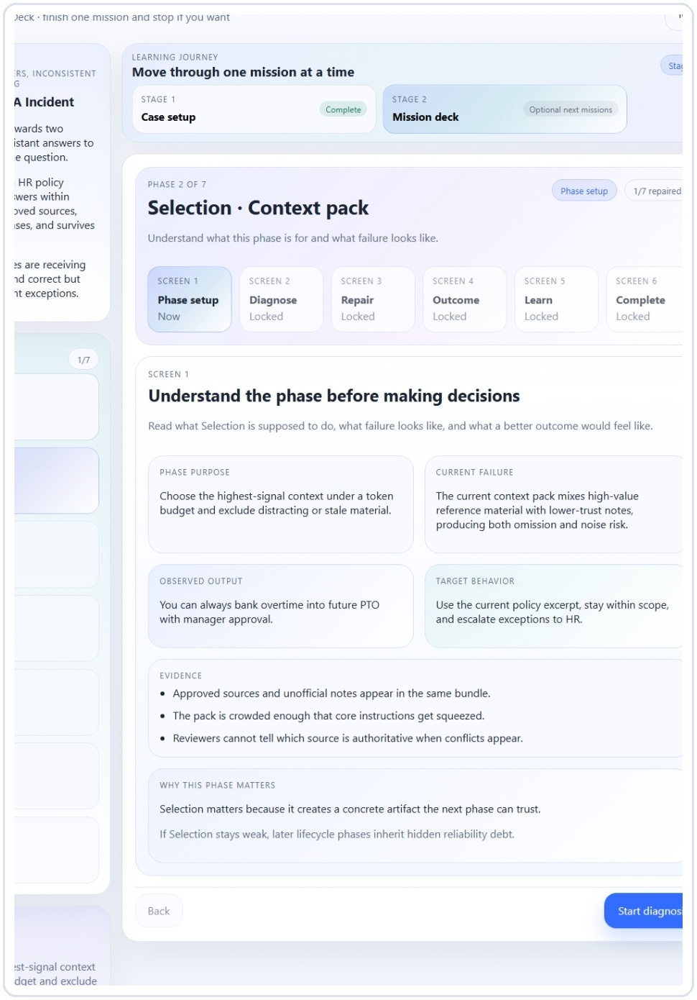 Deck · finish one mission and stop if you want
ERS, INCONSISTENT
G
A Incident
wards two
istant answers to
e question.
HR policy
swers within
oved sources,
ses, and survives
es are receiving
nd correct but
nt exceptions.
1/7
est-signal context
dget and exclude
LEARNING JOURNEY
Move through one mission at a time
Stag
STAGE 1
Case setup
Complete
STAGE 2
Mission deck
Optional next missions
PHASE 2 OF 7
Phase setup
1/7 repaired
Selection · Context pack
Understand what this phase is for and what failure looks like.
SCREEN 1
Phase setup
Now
SCREEN 2
Diagnose
Locked
SCREEN 3
Repair
Locked
SCREEN 4
Outcome
Locked
SCREEN 5
Learn
Locked
SCREEN 6
Complete
Locked
SCREEN 1
Understand the phase before making decisions
Read what Selection is supposed to do, what failure looks like, and what a better outcome would feel like.
PHASE PURPOSE
Choose the highest-signal context under a token
budget and exclude distracting or stale material.
CURRENT FAILURE
The current context pack mixes high-value
reference material with lower-trust notes,
producing both omission and noise risk.
OBSERVED OUTPUT
You can always bank overtime into future PTO
with manager approval.
TARGET BEHAVIOR
Use the current policy excerpt, stay within scope,
and escalate exceptions to HR.
EVIDENCE
• Approved sources and unofficial notes appear in the same bundle.
• The pack is crowded enough that core instructions get squeezed.
• Reviewers cannot tell which source is authoritative when conflicts appear.
WHY THIS PHASE MATTERS
Selection matters because it creates a concrete artifact the next phase can trust.
If Selection stays weak, later lifecycle phases inherit hidden reliability debt.
Back
Start diagnos